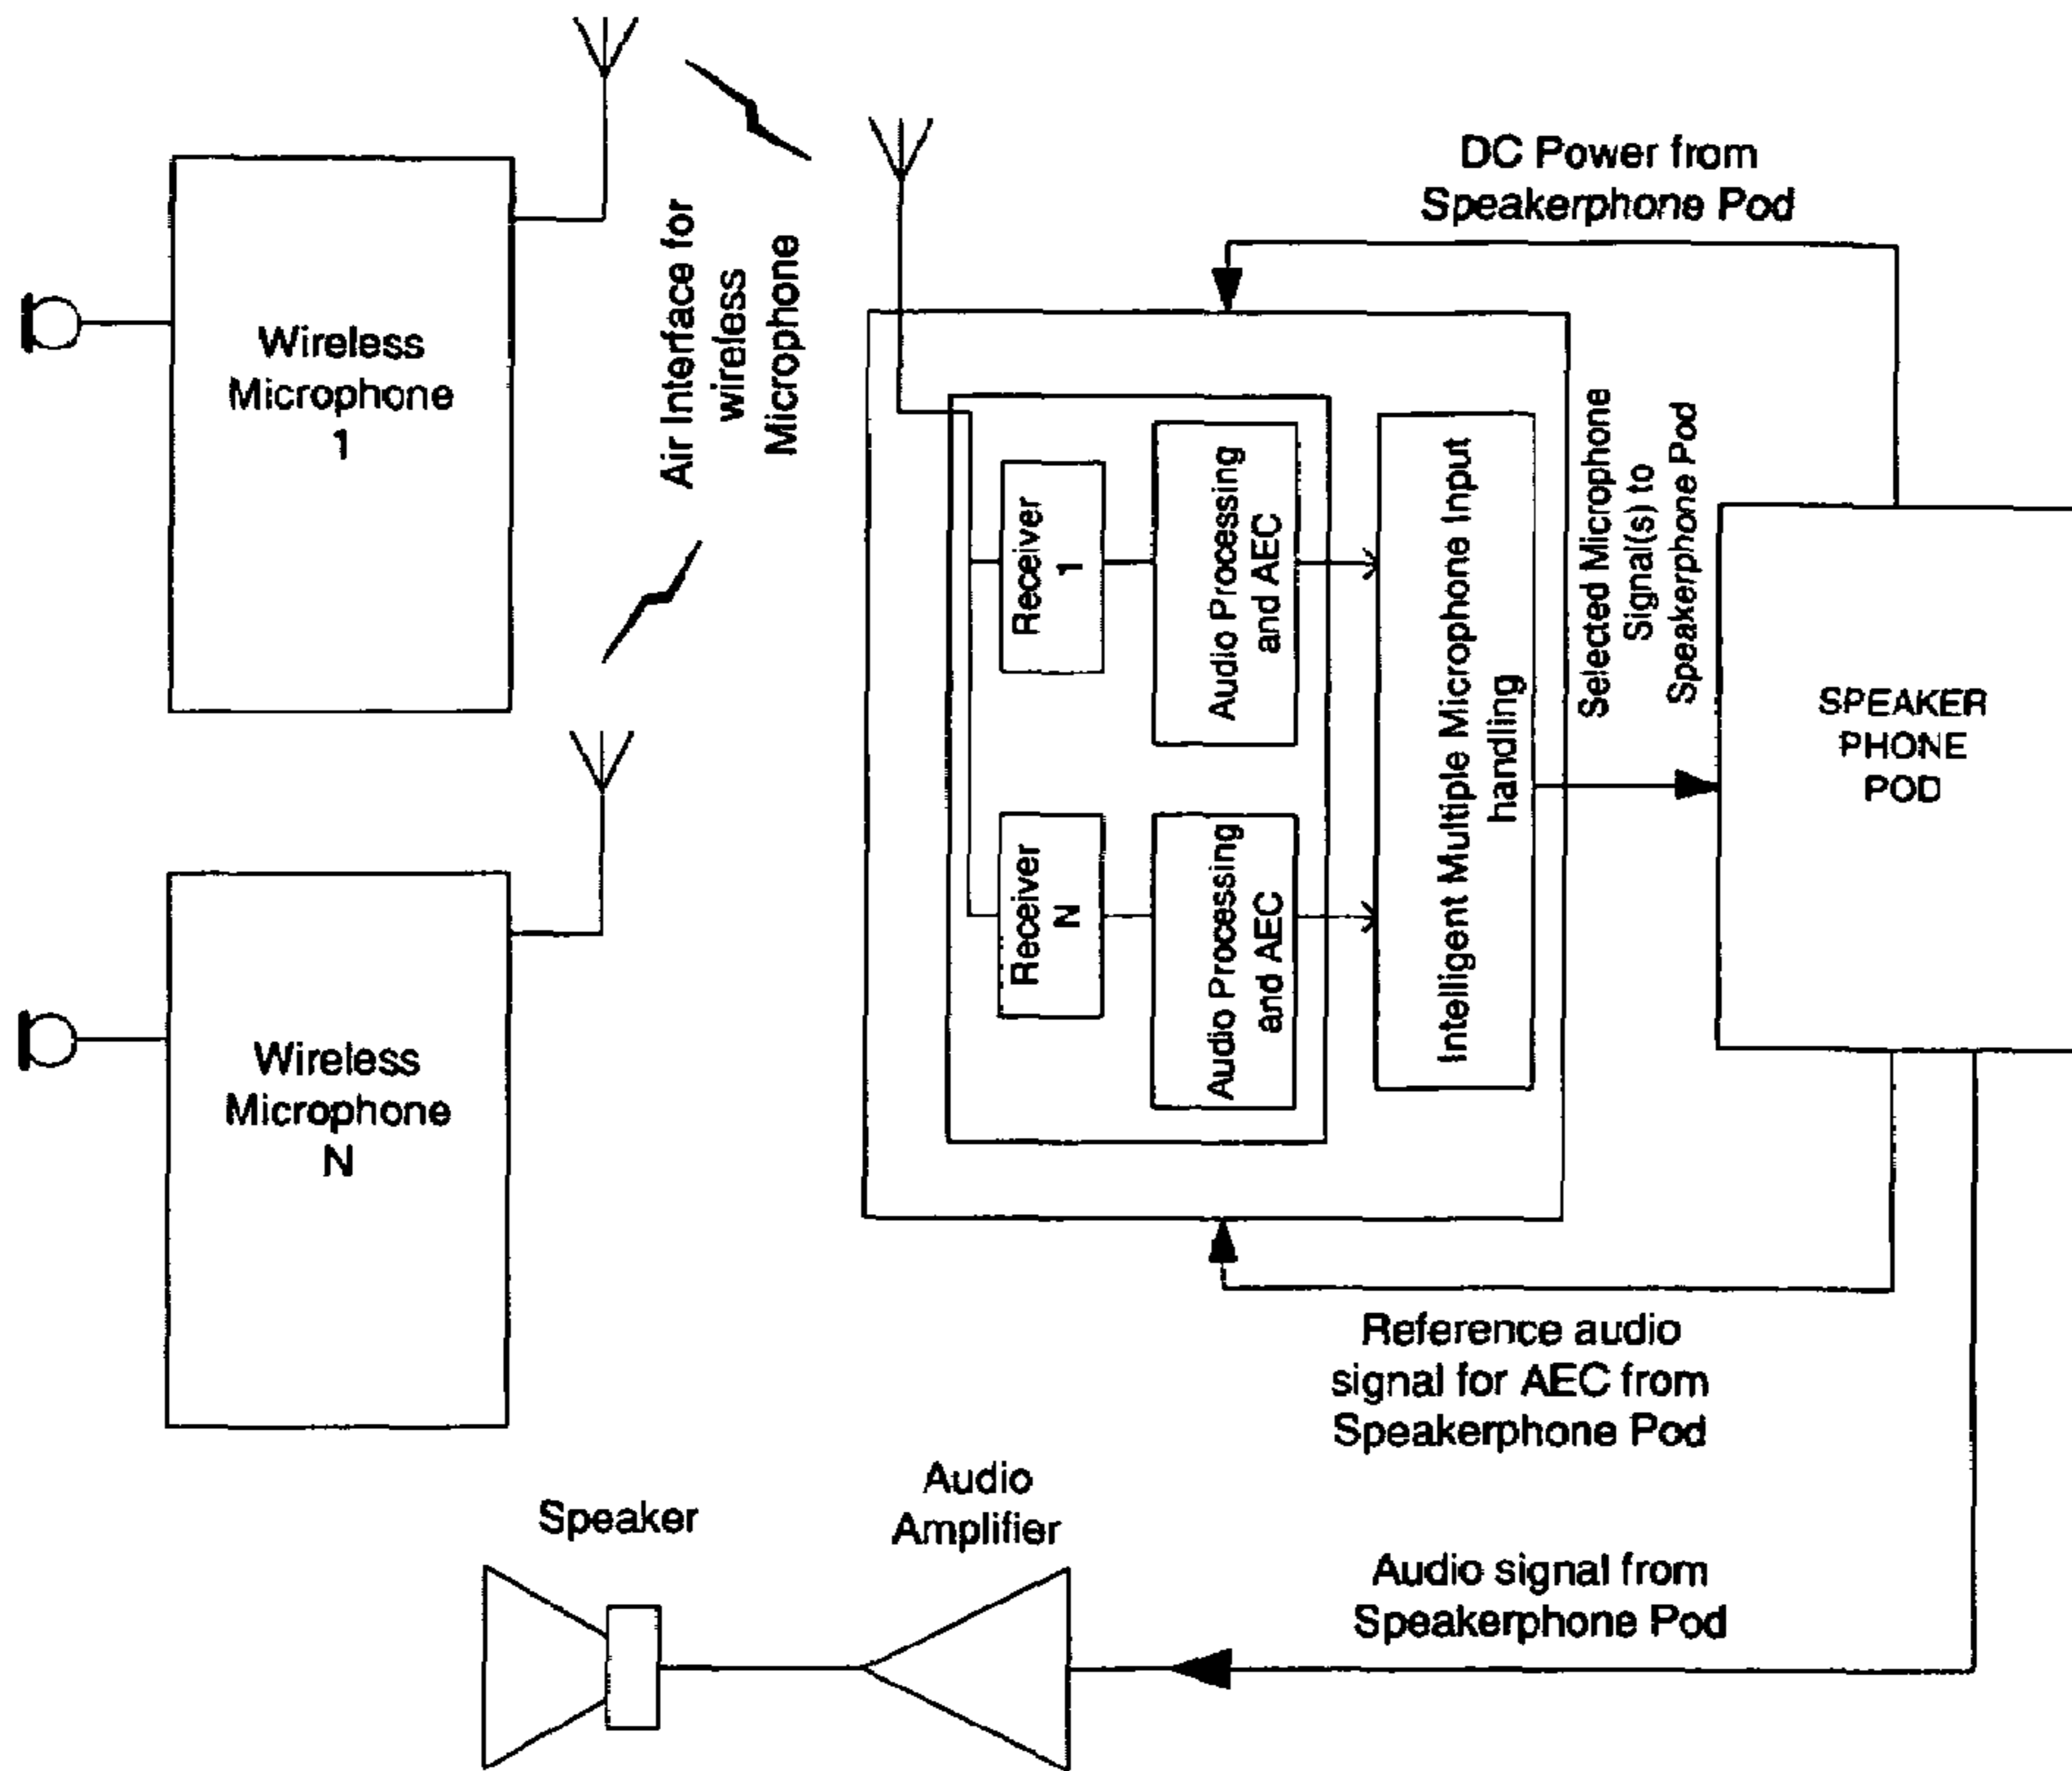 Wireless
Microphone
1
Air Interface for
wireless
Microphone
DC Power from
Speakerphone Pod
Receiver
1
Audio Processing
and AEC
Receiver
N
Audio Processing
and AEC
Intelligent Multiple Microphone Input
handling
Selected Microphone
Signal(s) to
Speakerphone Pod
SPEAKER
PHONE
POD
Wireless
Microphone
N
Reference audio
signal for AEC from
Speakerphone Pod
Speaker
Audio
Amplifier
Audio signal from
Speakerphone Pod